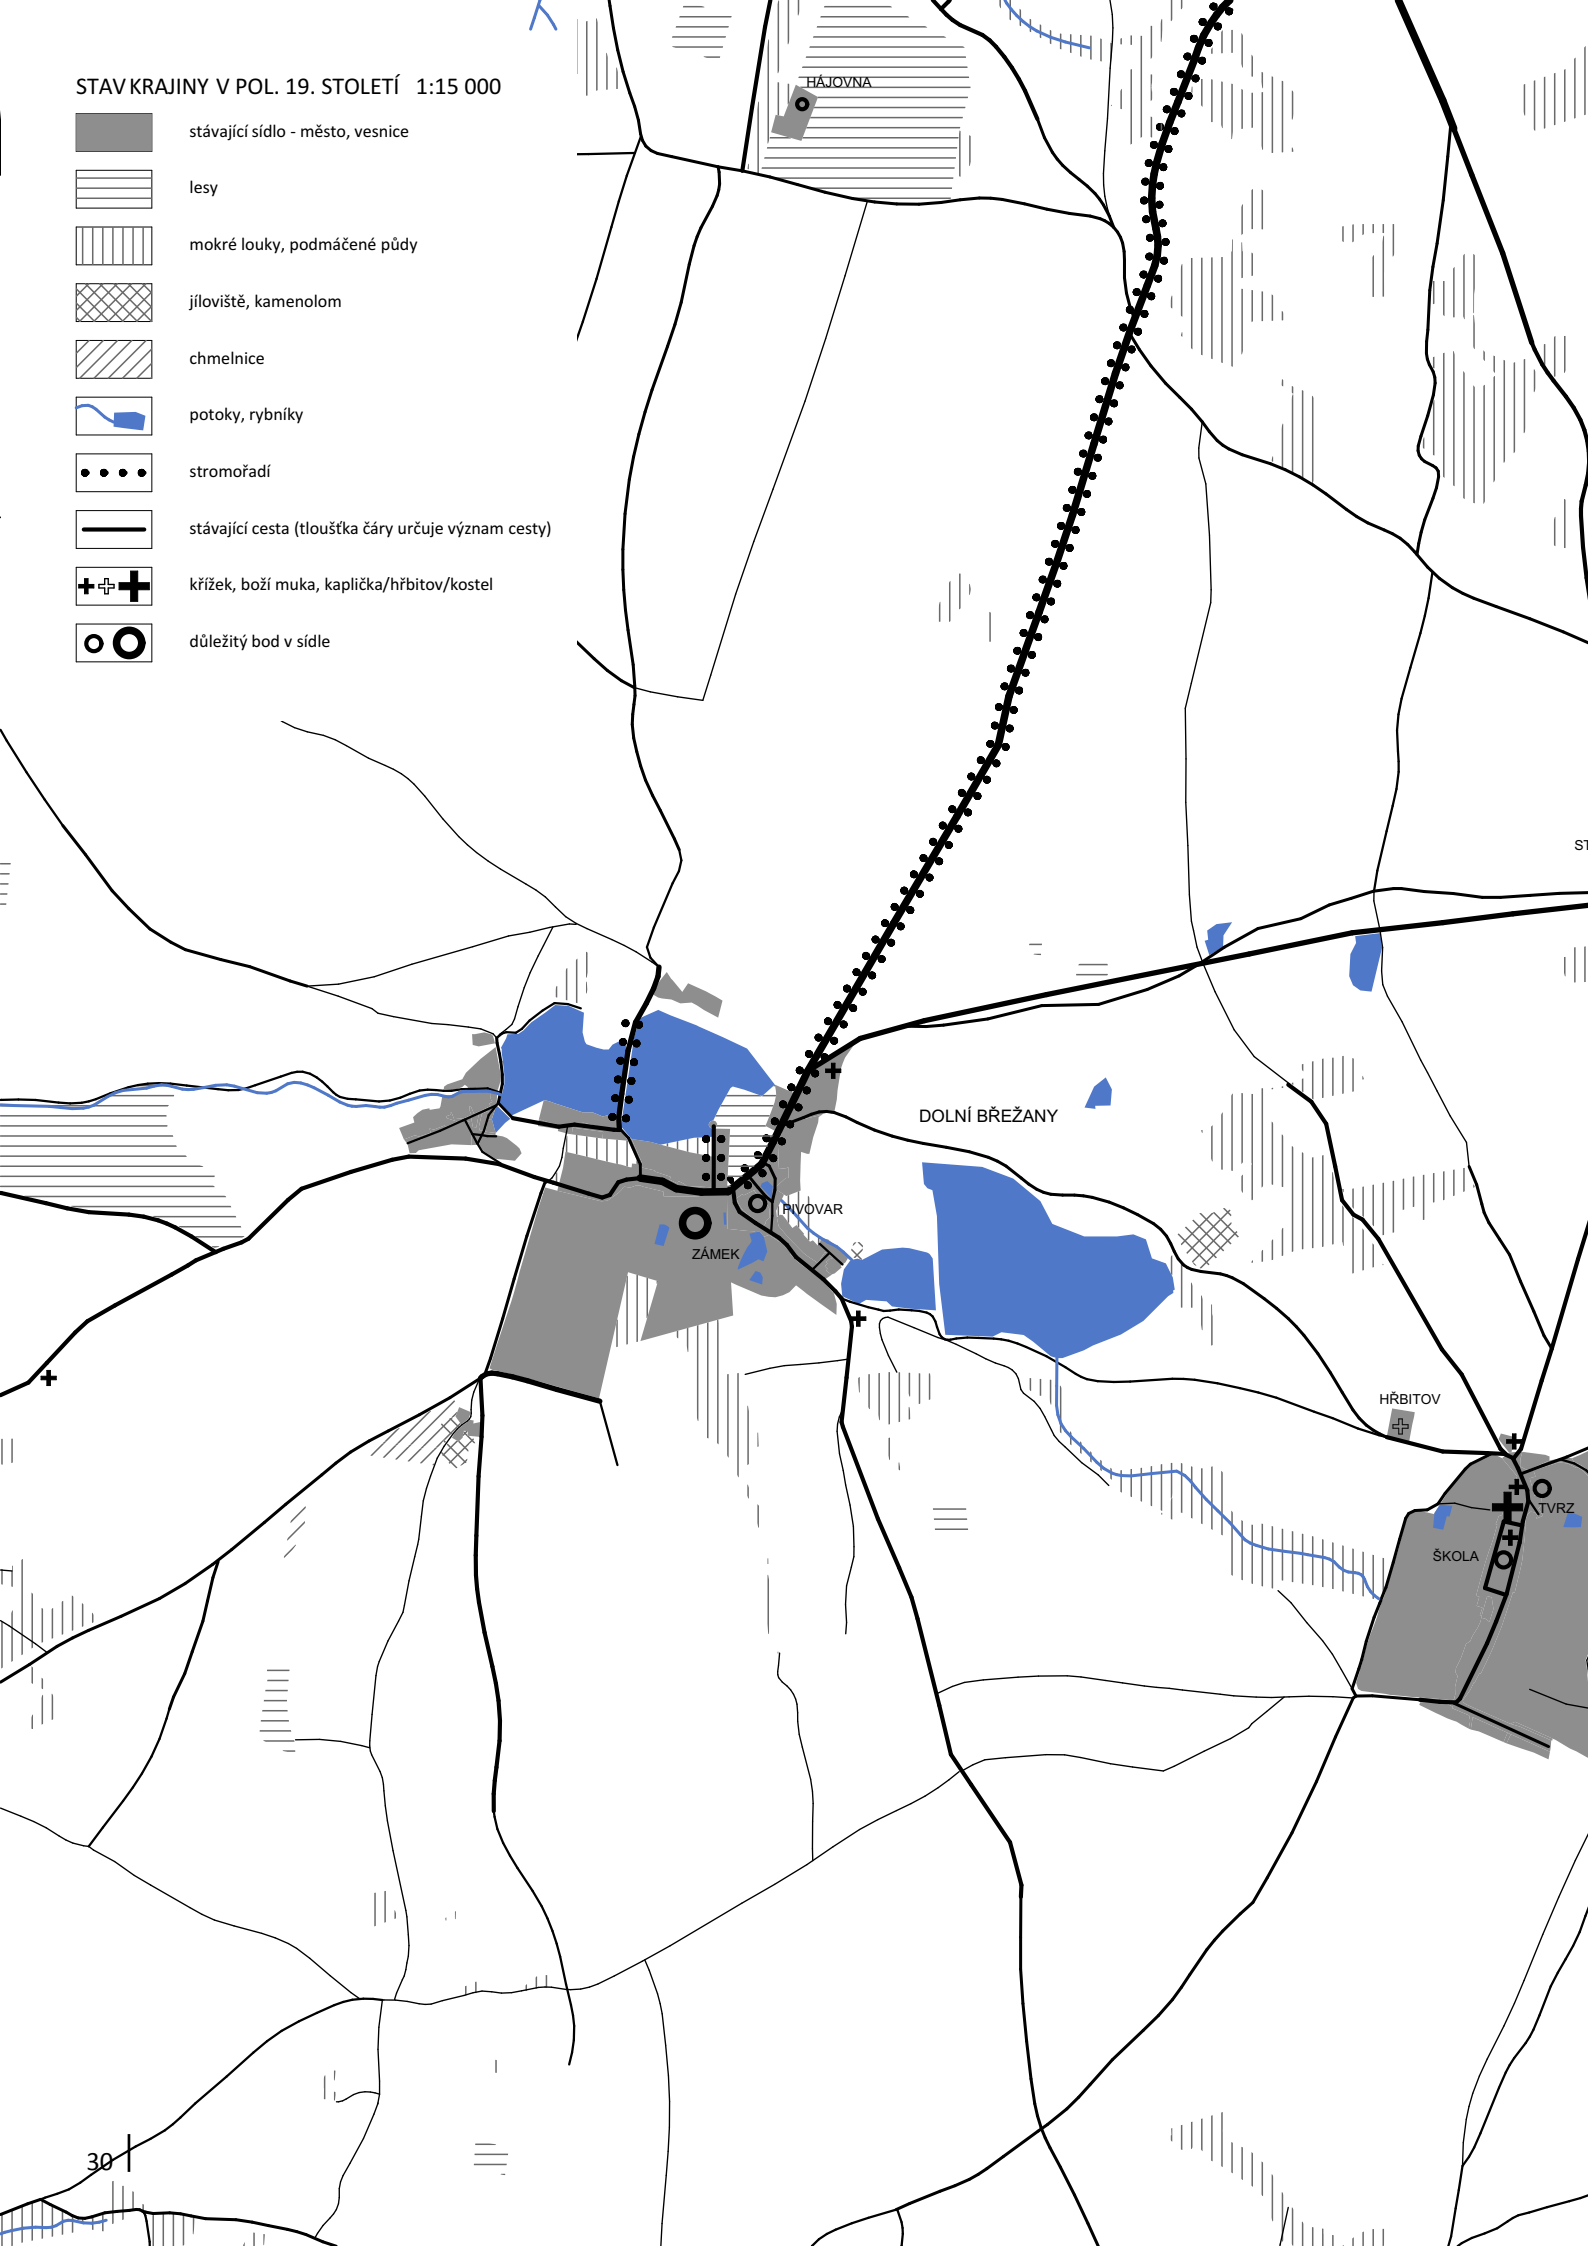 STAV KRAJINY V POL. 19. STOLETÍ 1:15 000
stávající sídlo - město, vesnice
lesy
mokré louky, podmáčené půdy
jíloviště, kamenolom
chmelnice
potoky, rybníky
stromořadí
stávající cesta (tloušťka čáry určuje význam cesty)
křížek, boží muka, kaplička/hřbitov/kostel
důležitý bod v sídle
HÁJOVNA
ST
DOLNÍ BŘEŽANY
PIVOVAR
ZÁMEK
HŘBITOV
TVRZ
ŠKOLA
30